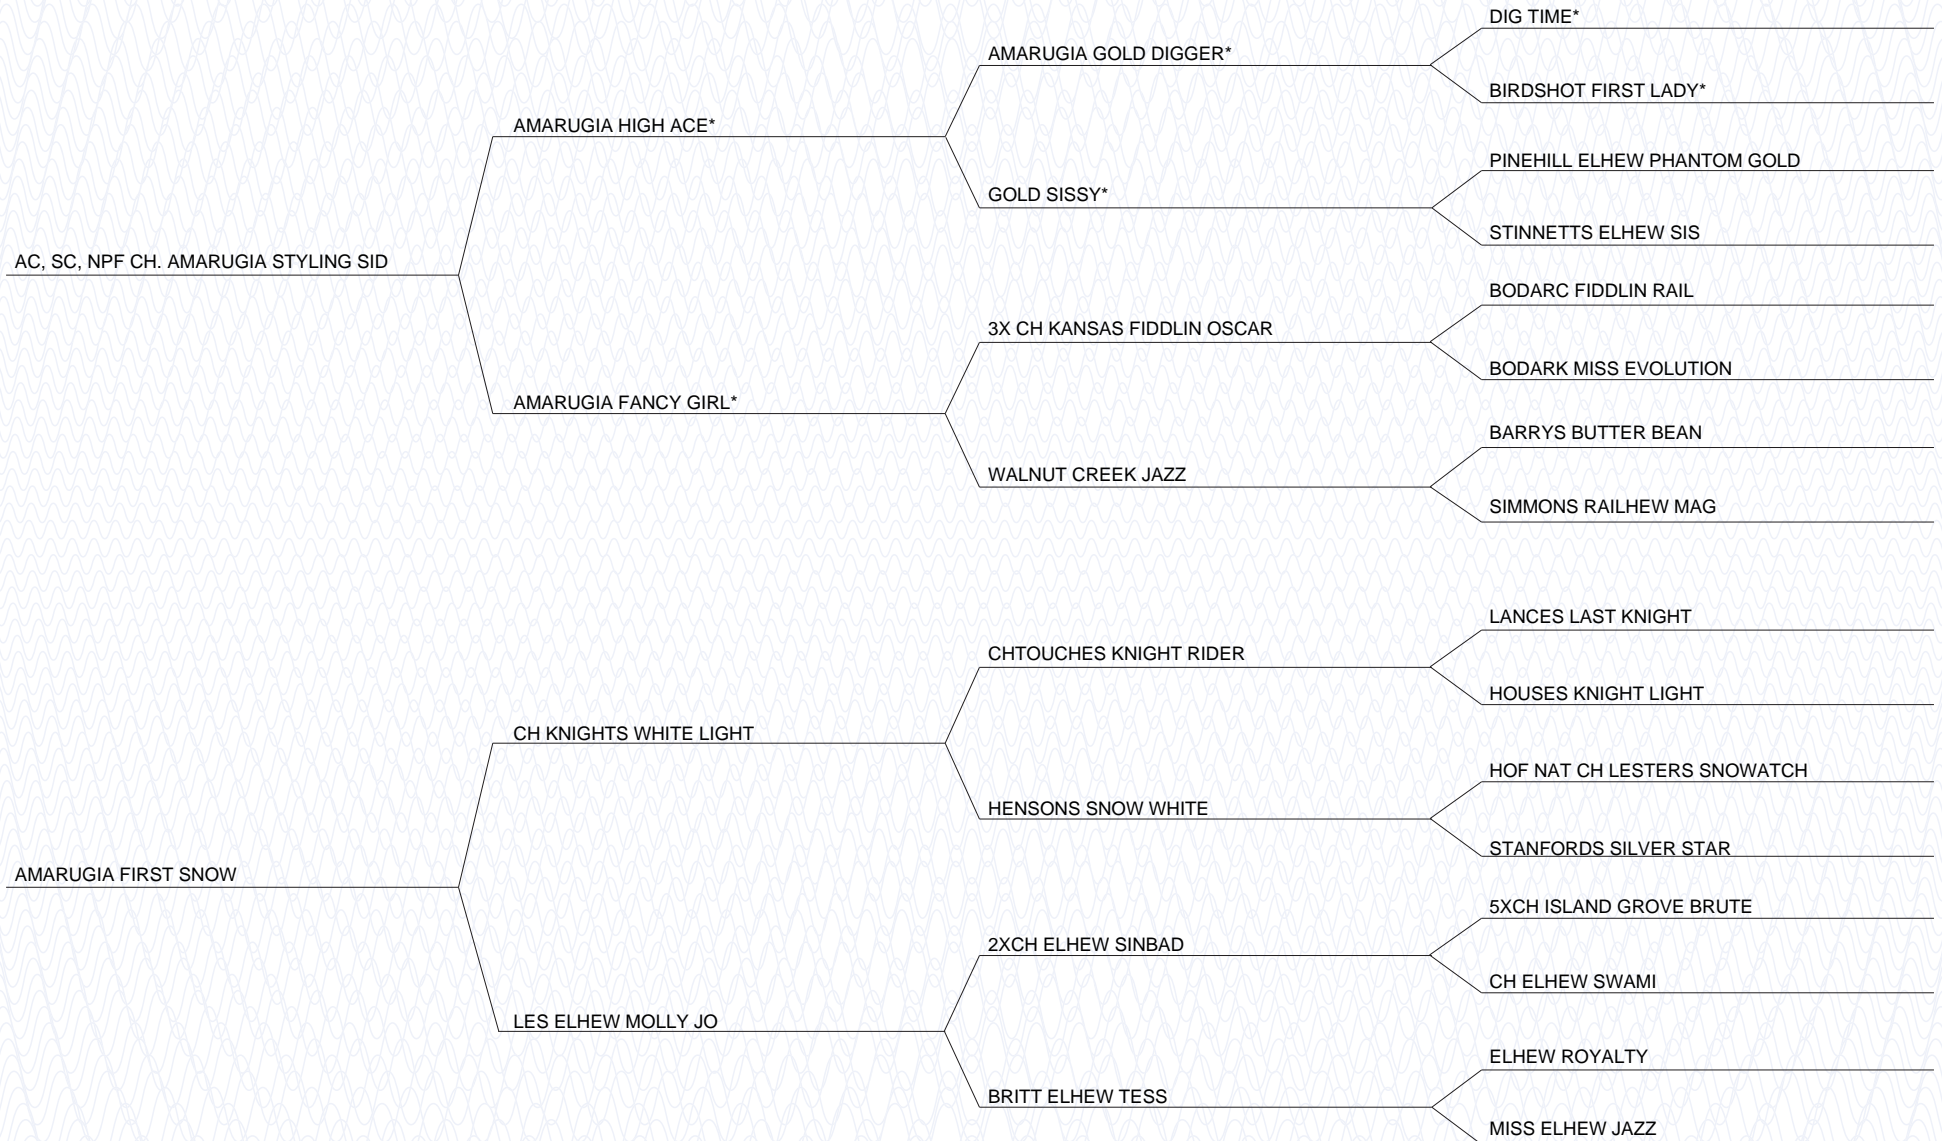 DIG TIME*
AMARUGIA GOLD DIGGER*
BIRDSHOT FIRST LADY*
AMARUGIA HIGH ACE*
PINEHILL ELHEW PHANTOM GOLD
GOLD SISSY*
STINNETTS ELHEW SIS
AC, SC, NPF CH. AMARUGIA STYLING SID
BODARC FIDDLIN RAIL
3X CH KANSAS FIDDLIN OSCAR
BODARK MISS EVOLUTION
AMARUGIA FANCY GIRL*
BARRYS BUTTER BEAN
WALNUT CREEK JAZZ
SIMMONS RAILHEW MAG
LANCES LAST KNIGHT
CHTOUCHES KNIGHT RIDER
HOUSES KNIGHT LIGHT
CH KNIGHTS WHITE LIGHT
HOF NAT CH LESTERS SNOWATCH
HENSONS SNOW WHITE
STANFORDS SILVER STAR
AMARUGIA FIRST SNOW
5XCH ISLAND GROVE BRUTE
2XCH ELHEW SINBAD
CH ELHEW SWAMI
LES ELHEW MOLLY JO
ELHEW ROYALTY
BRITT ELHEW TESS
MISS ELHEW JAZZ